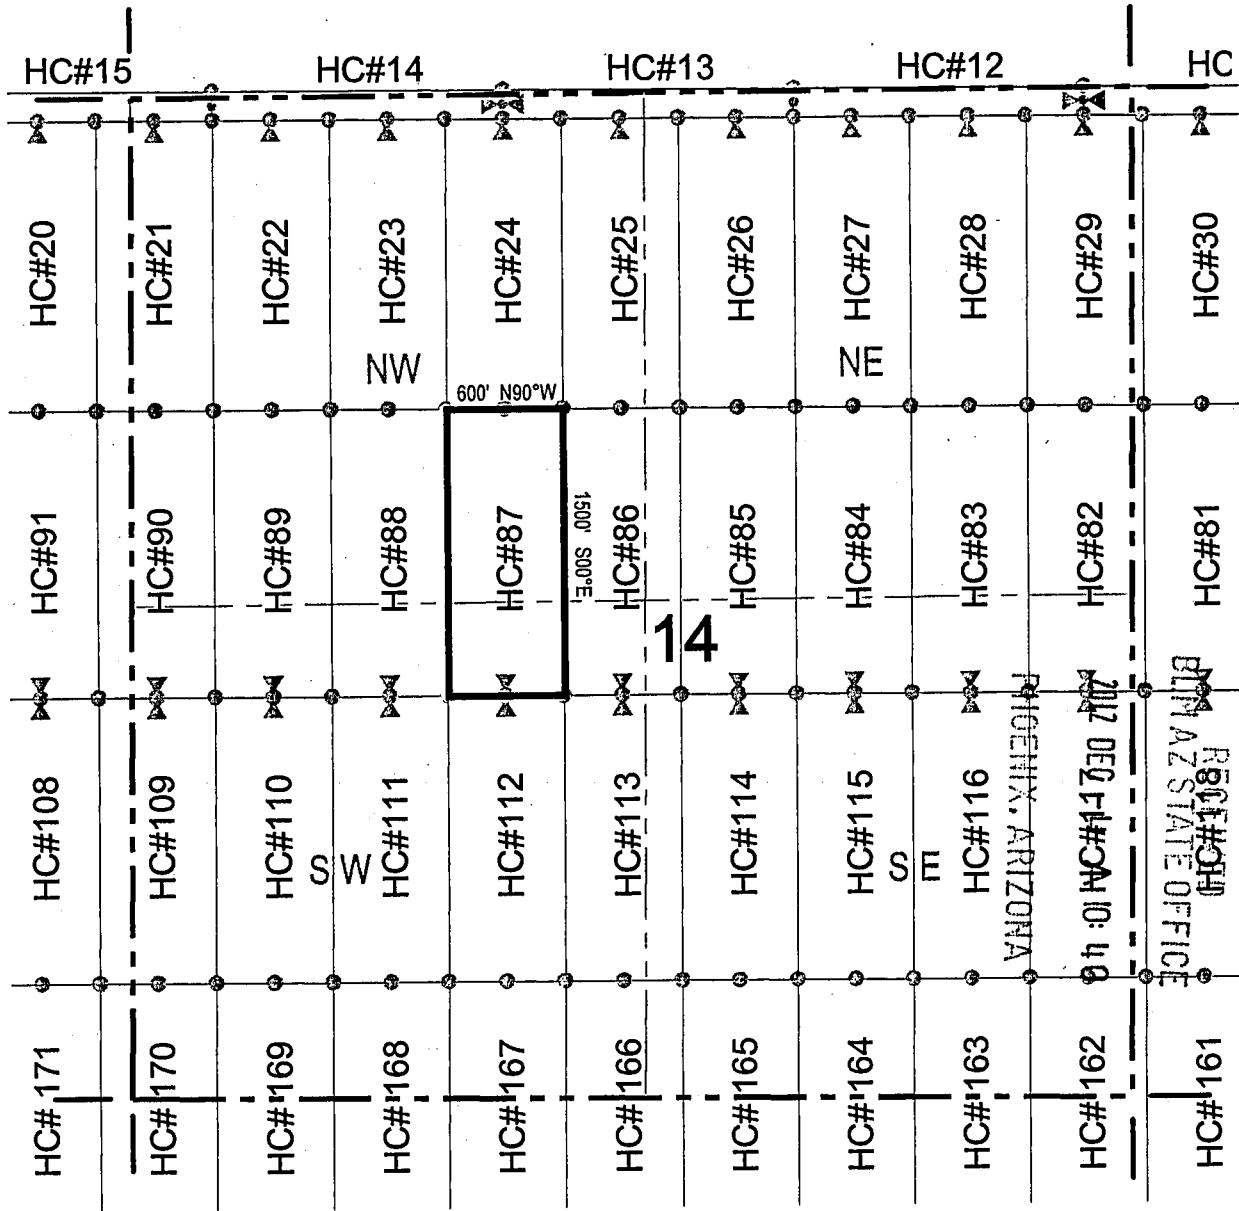 HC#15 HC#14 HC#13 HC#12 HC
HC#20 HC#21 HC#22 HC#23 HC#24 HC#25 HC#26 HC#27 HC#28 HC#29 HC#30
NW NE
600' N90°W
HC#91 HC#90 HC#89 HC#88 HC#87 HC#86 HC#85 HC#84 HC#83 HC#82 HC#81
1500' S00°E
14
HC#108 HC#109 HC#110 HC#111 HC#112 HC#113 HC#114 HC#115 HC#116 HC#117 HC#118
SW SE
RECEIVED
BLM AZ STATE OFFICE
2012 DEC AM 10:40
PHOENIX, ARIZONA
HC# 171 HC# 170 HC# 169 HC# 168 HC# 167 HC# 166 HC# 165 HC# 164 HC# 163 HC# 162 HC# 161